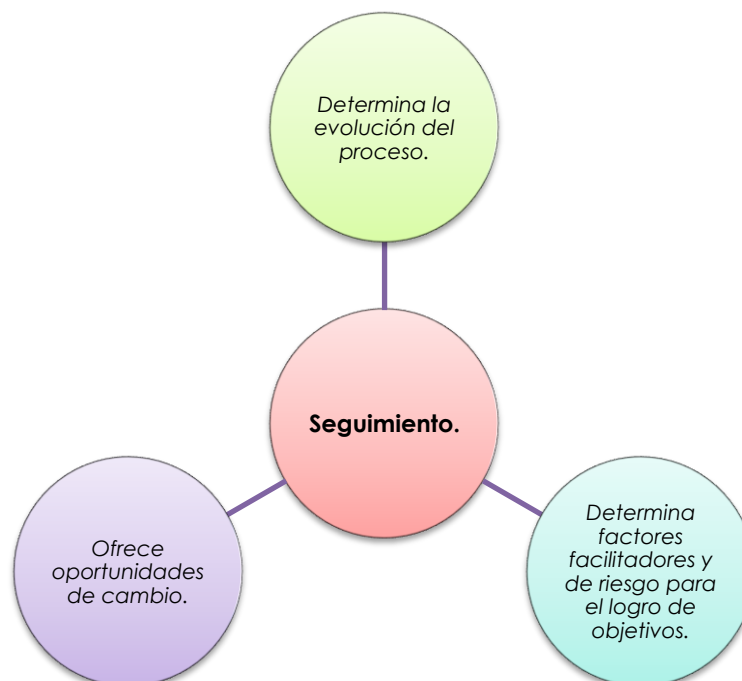 Determina la
evolución del
proceso.
Seguimiento.
Ofrece
oportunidades
de cambio.
Determina
factores
facilitadores y
de riesgo para
el logro de
objetivos.